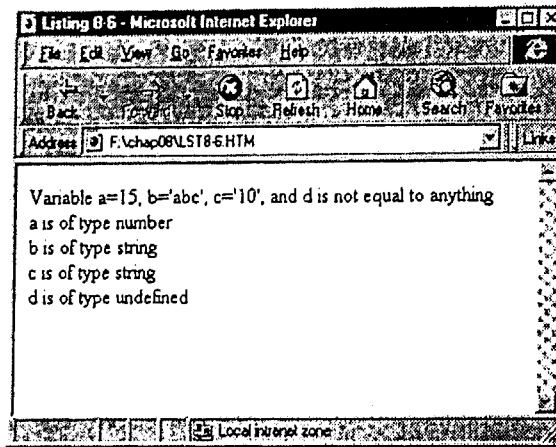 Listing 8-6 - Microsoft Internet Explorer
File Edit View Go Favorites Help
Back Forward Stop Refresh Home Search Favorites
Address F:\chap08\LST8-6.HTM Links
Variable a=15, b='abc', c='10', and d is not equal to anything
a is of type number
b is of type string
c is of type string
d is of type undefined
Local intranet zone